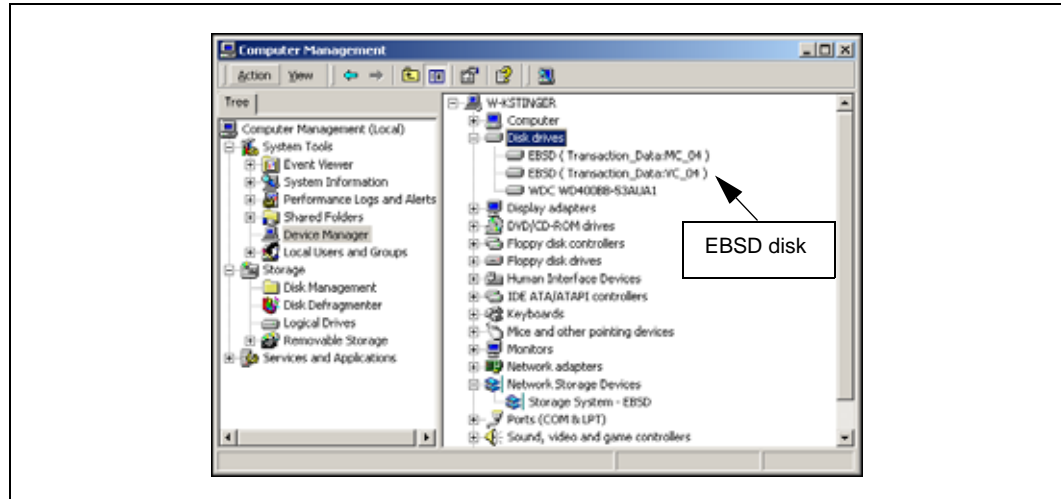 Computer Management
Action View
Tree
Computer Management (Local)
System Tools
Event Viewer
System Information
Performance Logs and Alerts
Shared Folders
Device Manager
Local Users and Groups
Storage
Disk Management
Disk Defragmenter
Logical Drives
Removable Storage
Services and Applications
W-KSTINGER
Computer
Disk drives
EBSD ( Transaction_Data:MC_04 )
EBSD ( Transaction_Data:VC_04 )
WDC WD400BB-53AUA1
Display adapters
DVD/CD-ROM drives
Floppy disk controllers
Floppy disk drives
Human Interface Devices
IDE ATA/ATAPI controllers
Keyboards
Mice and other pointing devices
Monitors
Network adapters
Network Storage Devices
Storage System - EBSD
Ports (COM & LPT)
Sound, video and game controllers
EBSD disk